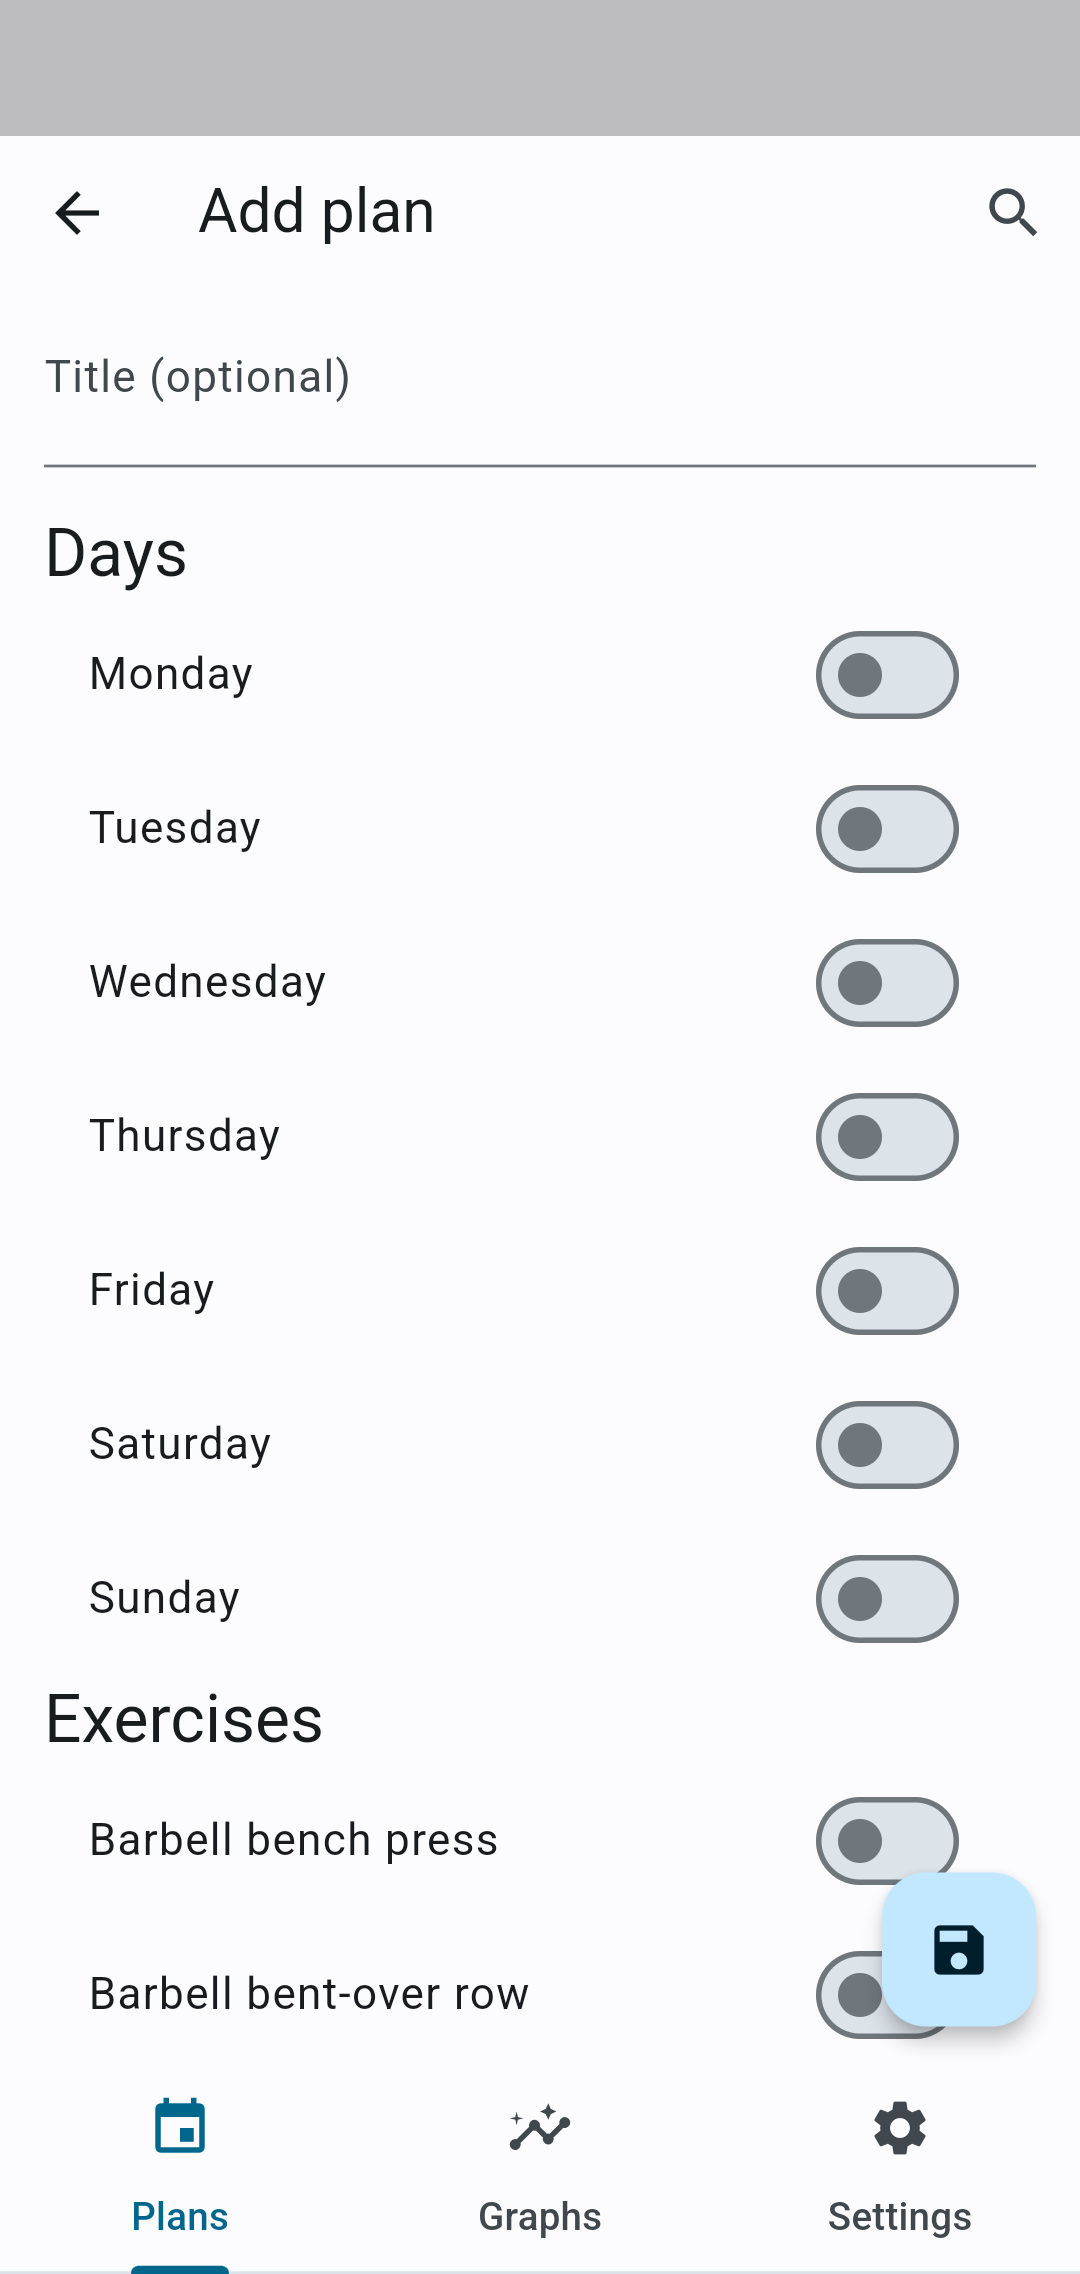 Add plan
Title (optional)
Days
Monday
Tuesday
Wednesday
Thursday
Friday
Saturday
Sunday
Exercises
Barbell bench press
Barbell bent-over row
Plans
Graphs
Settings